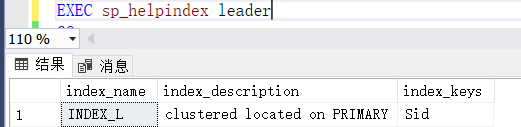 EXEC sp_helpindex leader
110 %
结果 消息
index_name index_description index_keys
1 INDEX_L clustered located on PRIMARY Sid